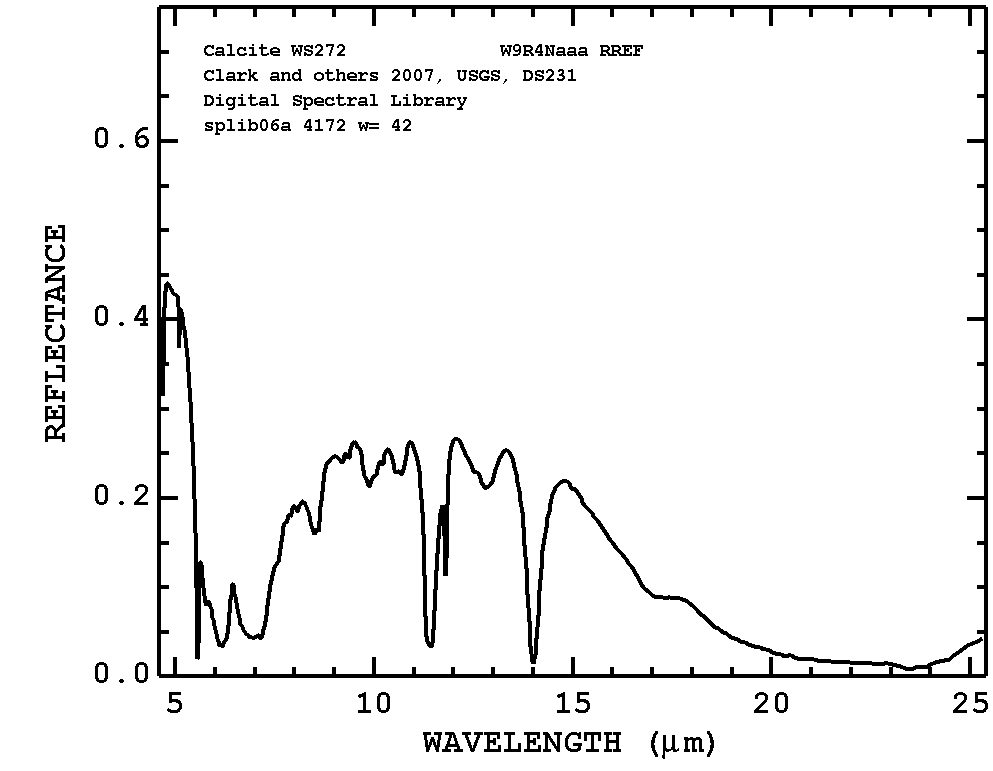 Calcite WS272 W9R4Naaa RREF
Clark and others 2007, USGS, DS231
Digital Spectral Library
splib06a 4172 w= 42
0.6
0.4
0.2
0.0
REFLECTANCE
5 10 15 20 25
WAVELENGTH (μm)